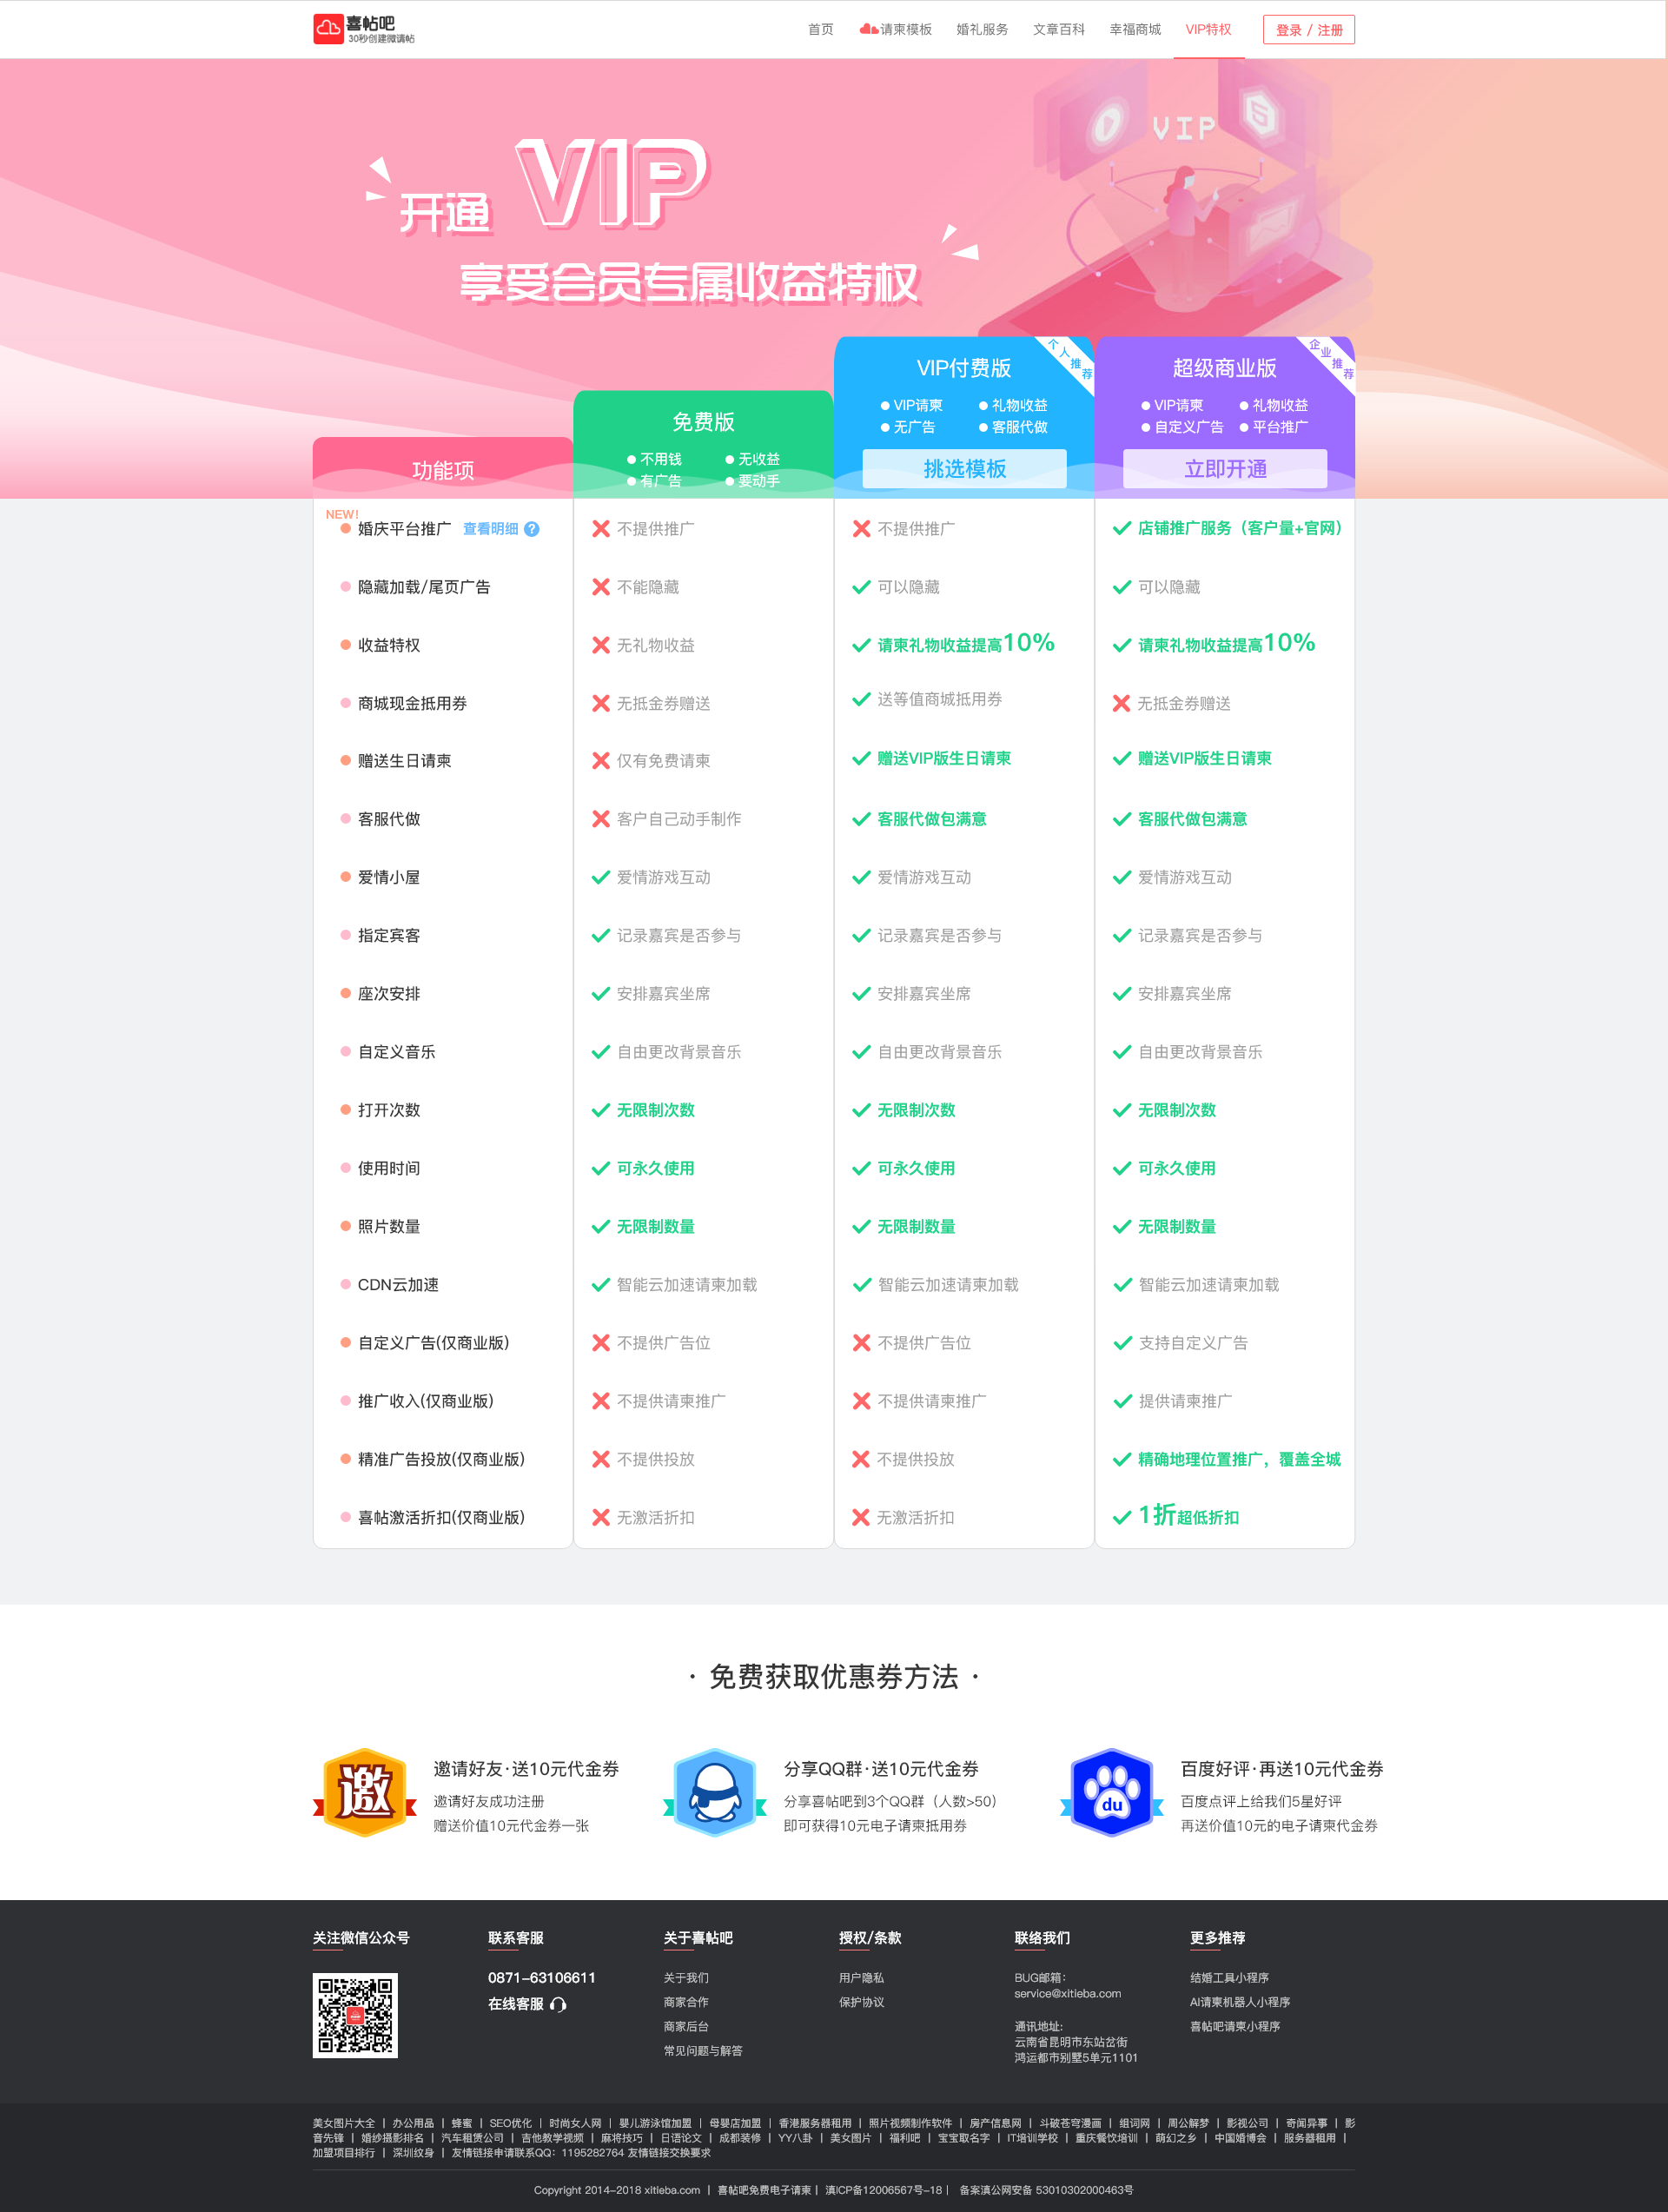 喜帖吧
30秒创建微请帖
首页 请柬模板 婚礼服务 文章百科 幸福商城 VIP特权 登录 / 注册
VIP
开通 VIP
享受会员专属收益特权
功能项
免费版
不用钱 无收益
有广告 要动手
VIP付费版
个人推荐
VIP请柬 礼物收益
无广告 客服代做
挑选模板
超级商业版
企业推荐
VIP请柬 礼物收益
自定义广告 平台推广
立即开通
NEW!
婚庆平台推广 查看明细 ? 不提供推广 不提供推广 店铺推广服务（客户量+官网）
隐藏加载/尾页广告 不能隐藏 可以隐藏 可以隐藏
收益特权 无礼物收益 请柬礼物收益提高10% 请柬礼物收益提高10%
商城现金抵用券 无抵金券赠送 送等值商城抵用券 无抵金券赠送
赠送生日请柬 仅有免费请柬 赠送VIP版生日请柬 赠送VIP版生日请柬
客服代做 客户自己动手制作 客服代做包满意 客服代做包满意
爱情小屋 爱情游戏互动 爱情游戏互动 爱情游戏互动
指定宾客 记录嘉宾是否参与 记录嘉宾是否参与 记录嘉宾是否参与
座次安排 安排嘉宾坐席 安排嘉宾坐席 安排嘉宾坐席
自定义音乐 自由更改背景音乐 自由更改背景音乐 自由更改背景音乐
打开次数 无限制次数 无限制次数 无限制次数
使用时间 可永久使用 可永久使用 可永久使用
照片数量 无限制数量 无限制数量 无限制数量
CDN云加速 智能云加速请柬加载 智能云加速请柬加载 智能云加速请柬加载
自定义广告(仅商业版) 不提供广告位 不提供广告位 支持自定义广告
推广收入(仅商业版) 不提供请柬推广 不提供请柬推广 提供请柬推广
精准广告投放(仅商业版) 不提供投放 不提供投放 精确地理位置推广，覆盖全城
喜帖激活折扣(仅商业版) 无激活折扣 无激活折扣 1折超低折扣
· 免费获取优惠券方法 ·
邀
邀请好友·送10元代金券
邀请好友成功注册
赠送价值10元代金券一张
分享QQ群·送10元代金券
分享喜帖吧到3个QQ群（人数>50）
即可获得10元电子请柬抵用券
du
百度好评·再送10元代金券
百度点评上给我们5星好评
再送价值10元的电子请柬代金券
关注微信公众号
联系客服
0871-63106611
在线客服
关于喜帖吧
关于我们
商家合作
商家后台
常见问题与解答
授权/条款
用户隐私
保护协议
联络我们
BUG邮箱：
service@xitieba.com
通讯地址:
云南省昆明市东站岔街
鸿运都市别墅5单元1101
更多推荐
结婚工具小程序
AI请柬机器人小程序
喜帖吧请柬小程序
美女图片大全 | 办公用品 | 蜂蜜 | SEO优化 | 时尚女人网 | 婴儿游泳馆加盟 | 母婴店加盟 | 香港服务器租用 | 照片视频制作软件 | 房产信息网 | 斗破苍穹漫画 | 组词网 | 周公解梦 | 影视公司 | 奇闻异事 | 影
音先锋 | 婚纱摄影排名 | 汽车租赁公司 | 吉他教学视频 | 麻将技巧 | 日语论文 | 成都装修 | YY八卦 | 美女图片 | 福利吧 | 宝宝取名字 | IT培训学校 | 重庆餐饮培训 | 萌幻之乡 | 中国婚博会 | 服务器租用 |
加盟项目排行 | 深圳纹身 | 友情链接申请联系QQ：1195282764 友情链接交换要求
Copyright 2014-2018 xitieba.com | 喜帖吧免费电子请柬 | 滇ICP备12006567号-18 | 备案滇公网安备 53010302000463号